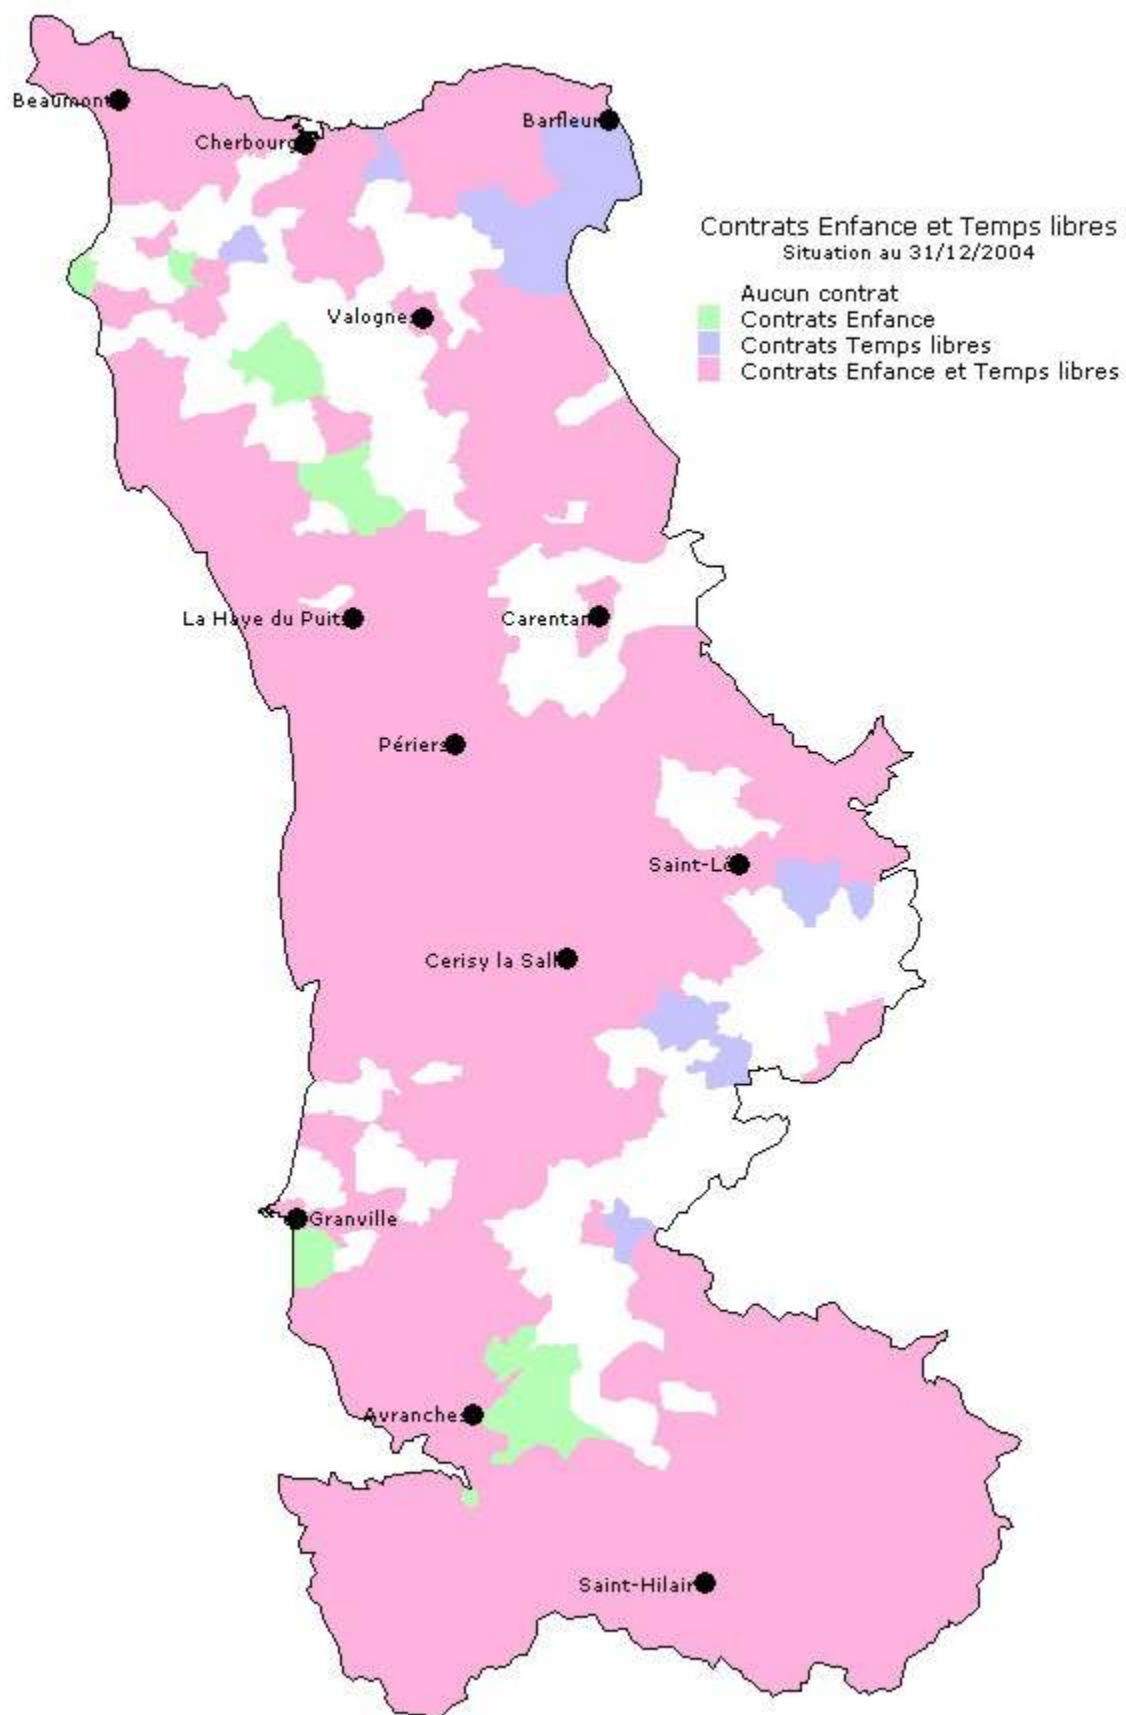 Beaumont
Cherbourg
Barfleur
Contrats Enfance et Temps libres
Situation au 31/12/2004
Aucun contrat
Contrats Enfance
Contrats Temps libres
Contrats Enfance et Temps libres
Valognes
La Haye du Puits
Carentan
Périers
Saint-Lô
Cerisy la Salle
Granville
Avranches
Saint-Hilaire